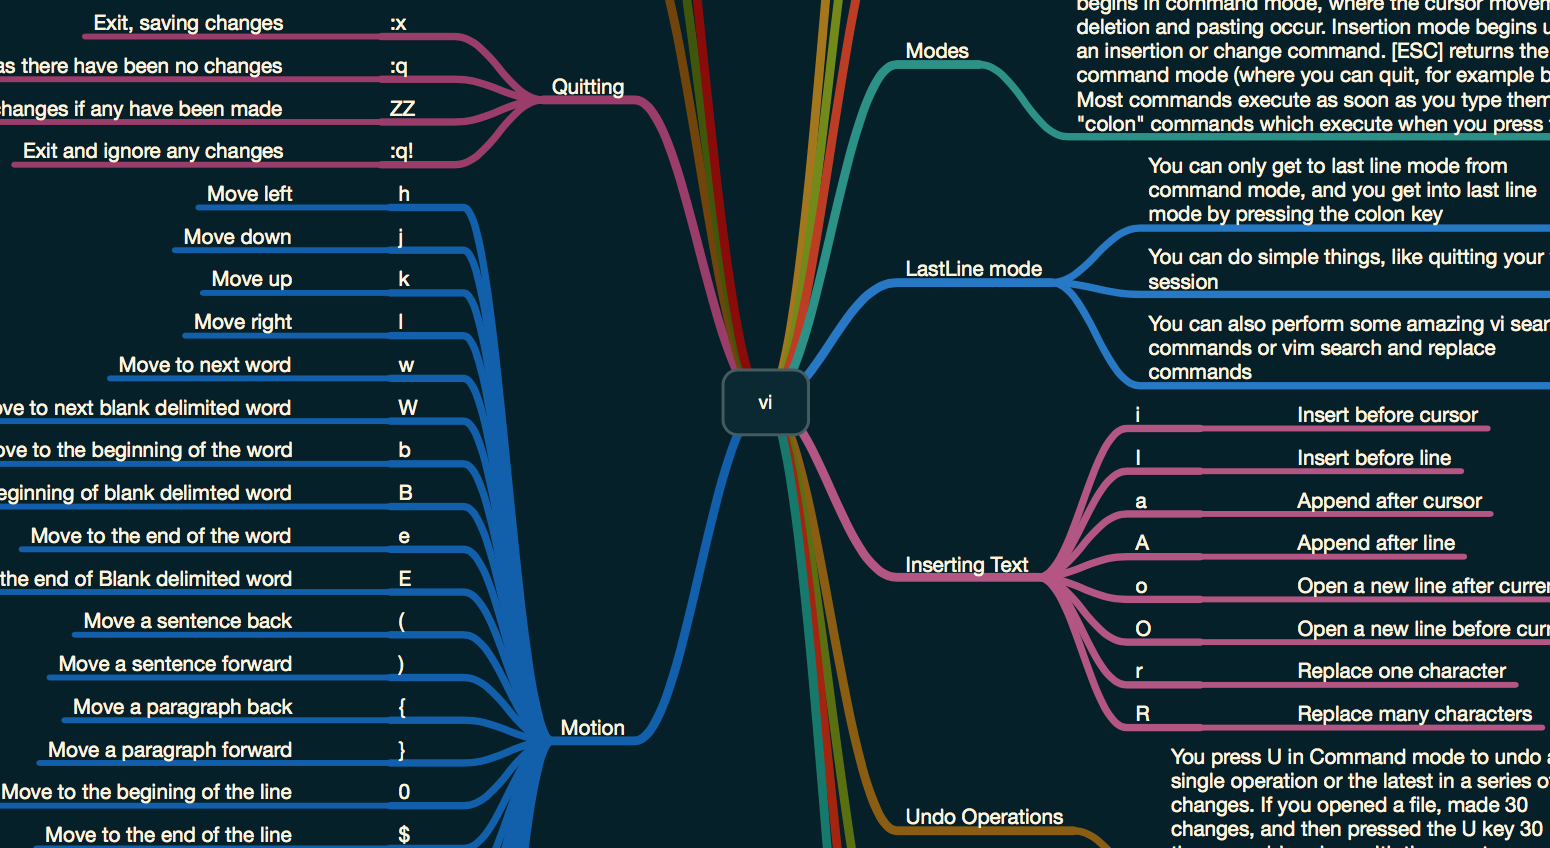 Exit, saving changes :x
as there have been no changes :q
changes if any have been made ZZ
Exit and ignore any changes :q!
Quitting
Move left h
Move down j
Move up k
Move right l
Move to next word w
ove to next blank delimited word W
ove to the beginning of the word b
eginning of blank delimted word B
Move to the end of the word e
the end of Blank delimited word E
Move a sentence back (
Move a sentence forward )
Move a paragraph back {
Move a paragraph forward }
Move to the begining of the line 0
Move to the end of the line $
Motion
vi
Modes
begins in command mode, where the cursor movem
deletion and pasting occur. Insertion mode begins u
an insertion or change command. [ESC] returns the
command mode (where you can quit, for example b
Most commands execute as soon as you type them
"colon" commands which execute when you press
LastLine mode
You can only get to last line mode from
command mode, and you get into last line
mode by pressing the colon key
You can do simple things, like quitting your
session
You can also perform some amazing vi sear
commands or vim search and replace
commands
Inserting Text
i Insert before cursor
I Insert before line
a Append after cursor
A Append after line
o Open a new line after curren
O Open a new line before curr
r Replace one character
R Replace many characters
Undo Operations
You press U in Command mode to undo a
single operation or the latest in a series of
changes. If you opened a file, made 30
changes, and then pressed the U key 30